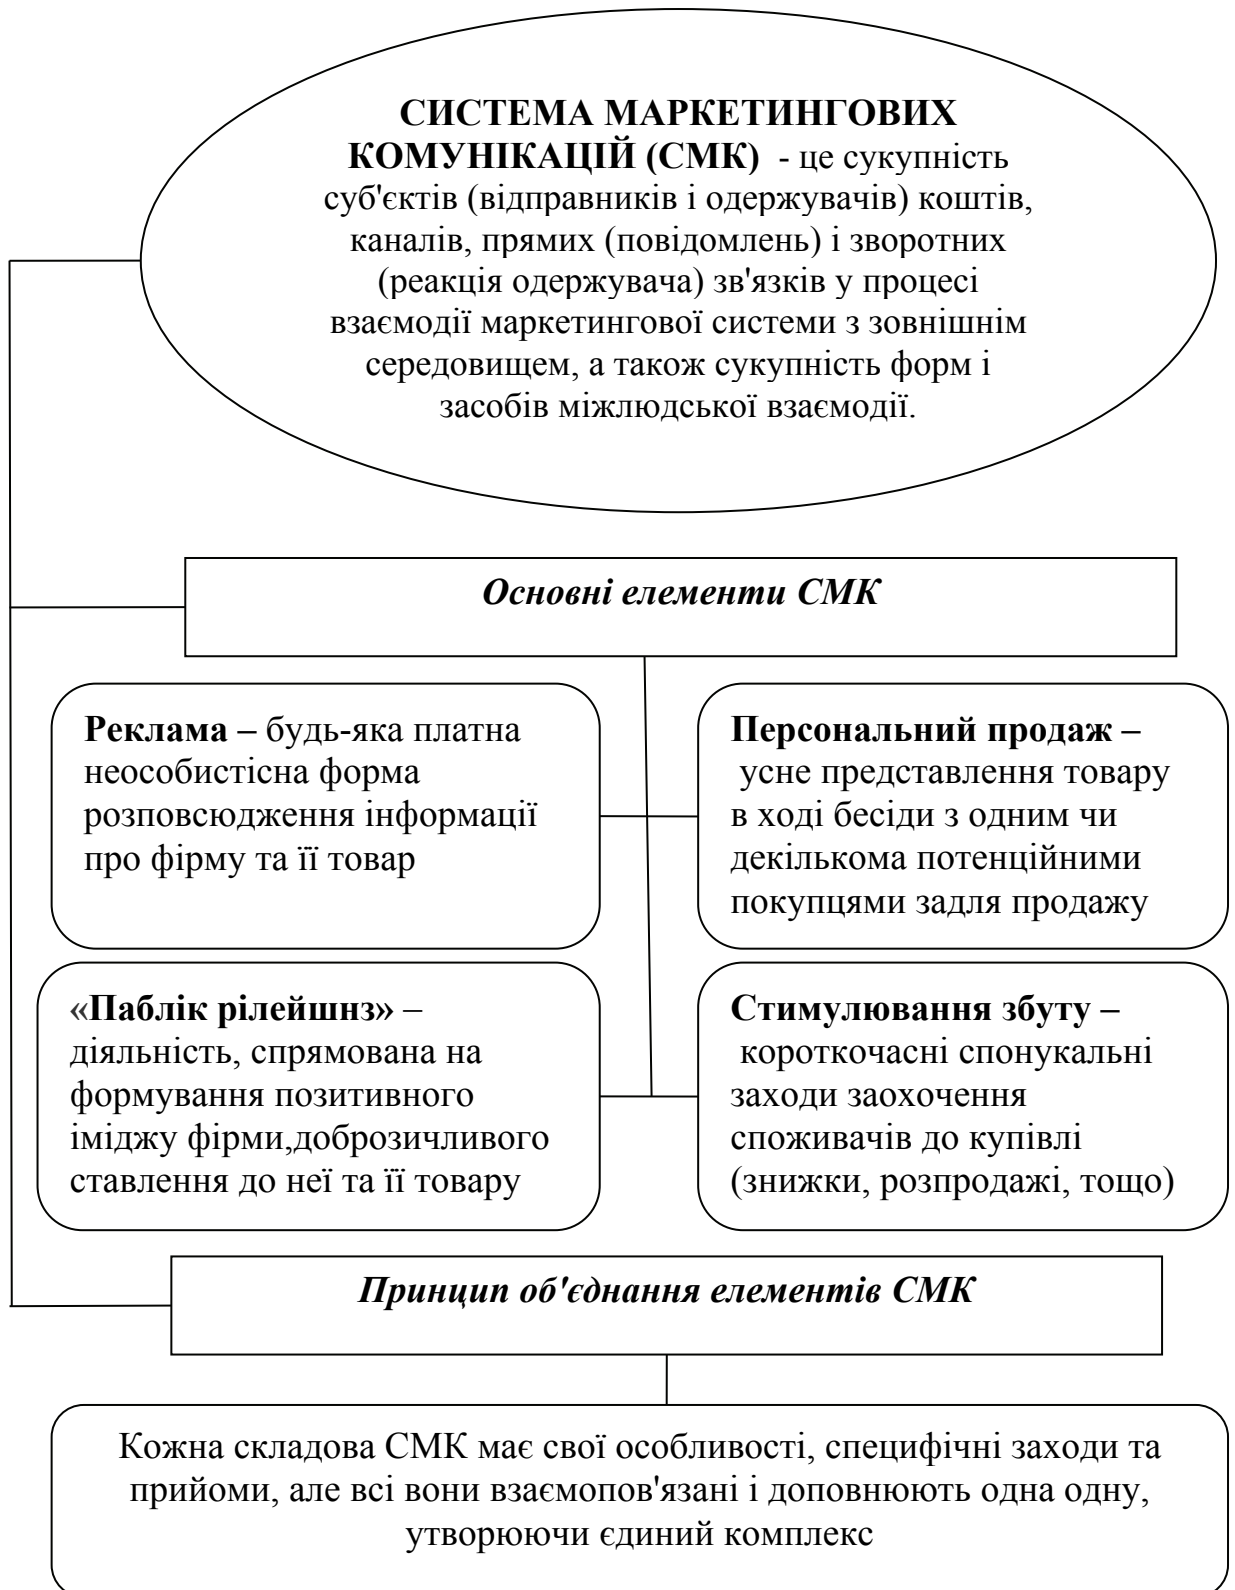 СИСТЕМА МАРКЕТИНГОВИХ
КОМУНІКАЦІЙ (СМК) - це сукупність
суб'єктів (відправників і одержувачів) коштів,
каналів, прямих (повідомлень) і зворотних
(реакція одержувача) зв'язків у процесі
взаємодії маркетингової системи з зовнішнім
середовищем, а також сукупність форм і
засобів міжлюдської взаємодії.
Основні елементи СМК
Реклама – будь-яка платна
неособистісна форма
розповсюдження інформації
про фірму та її товар
Персональний продаж –
усне представлення товару
в ході бесіди з одним чи
декількома потенційними
покупцями задля продажу
«Паблік рілейшнз» –
діяльність, спрямована на
формування позитивного
іміджу фірми,доброзичливого
ставлення до неї та її товару
Стимулювання збуту –
короткочасні спонукальні
заходи заохочення
споживачів до купівлі
(знижки, розпродажі, тощо)
Принцип об'єднання елементів СМК
Кожна складова СМК має свої особливості, специфічні заходи та
прийоми, але всі вони взаємопов'язані і доповнюють одна одну,
утворюючи єдиний комплекс